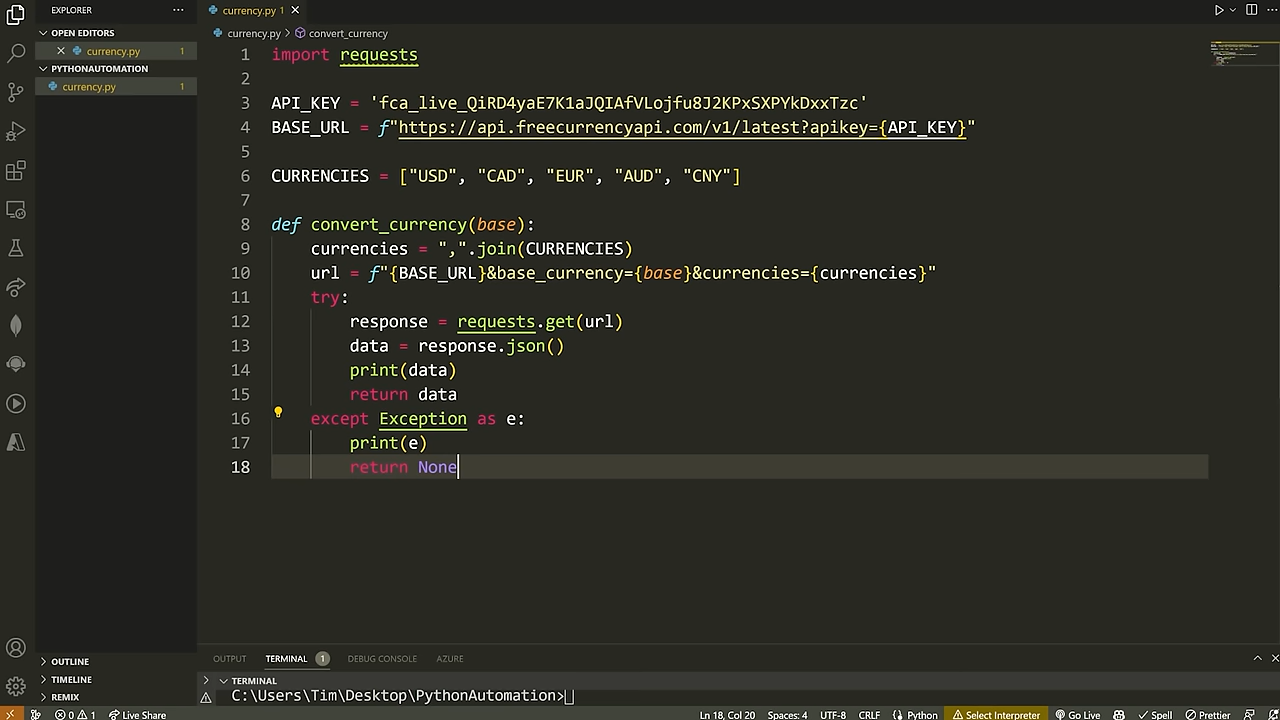 EXPLORER
currency.py 1
OPEN EDITORS
currency.py > convert_currency
currency.py 1
PYTHONAUTOMATION
currency.py 1
1 import requests
2
3 API_KEY = 'fca_live_QiRD4yaE7K1aJQIAfVLojfu8J2KPxSXPYkDxxTzc'
4 BASE_URL = f"https://api.freecurrencyapi.com/v1/latest?apikey={API_KEY}"
5
6 CURRENCIES = ["USD", "CAD", "EUR", "AUD", "CNY"]
7
8 def convert_currency(base):
9 currencies = ",".join(CURRENCIES)
10 url = f"{BASE_URL}&base_currency={base}&currencies={currencies}"
11 try:
12 response = requests.get(url)
13 data = response.json()
14 print(data)
15 return data
16 except Exception as e:
17 print(e)
18 return None
OUTPUT TERMINAL 1 DEBUG CONSOLE AZURE
OUTLINE
TIMELINE
REMIX
TERMINAL
C:\Users\Tim\Desktop\PythonAutomation>
0 1 Live Share Ln 18, Col 20 Spaces: 4 UTF-8 CRLF Python Select Interpreter Go Live Spell Prettier